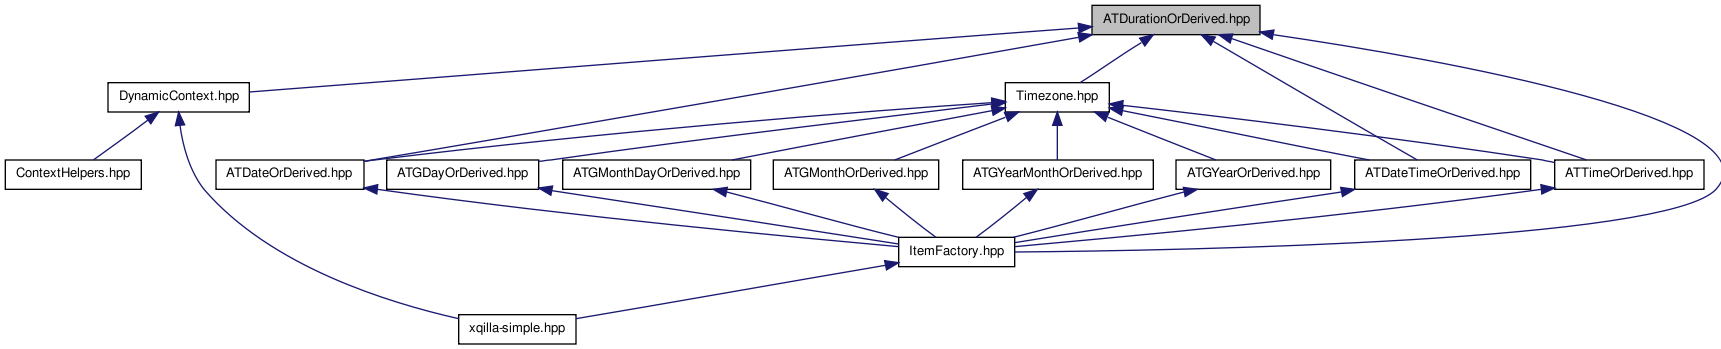 ATDurationOrDerived.hpp
DynamicContext.hpp
Timezone.hpp
ContextHelpers.hpp
ATDateOrDerived.hpp
ATGDayOrDerived.hpp
ATGMonthDayOrDerived.hpp
ATGMonthOrDerived.hpp
ATGYearMonthOrDerived.hpp
ATGYearOrDerived.hpp
ATDateTimeOrDerived.hpp
ATTimeOrDerived.hpp
ItemFactory.hpp
xqilla-simple.hpp